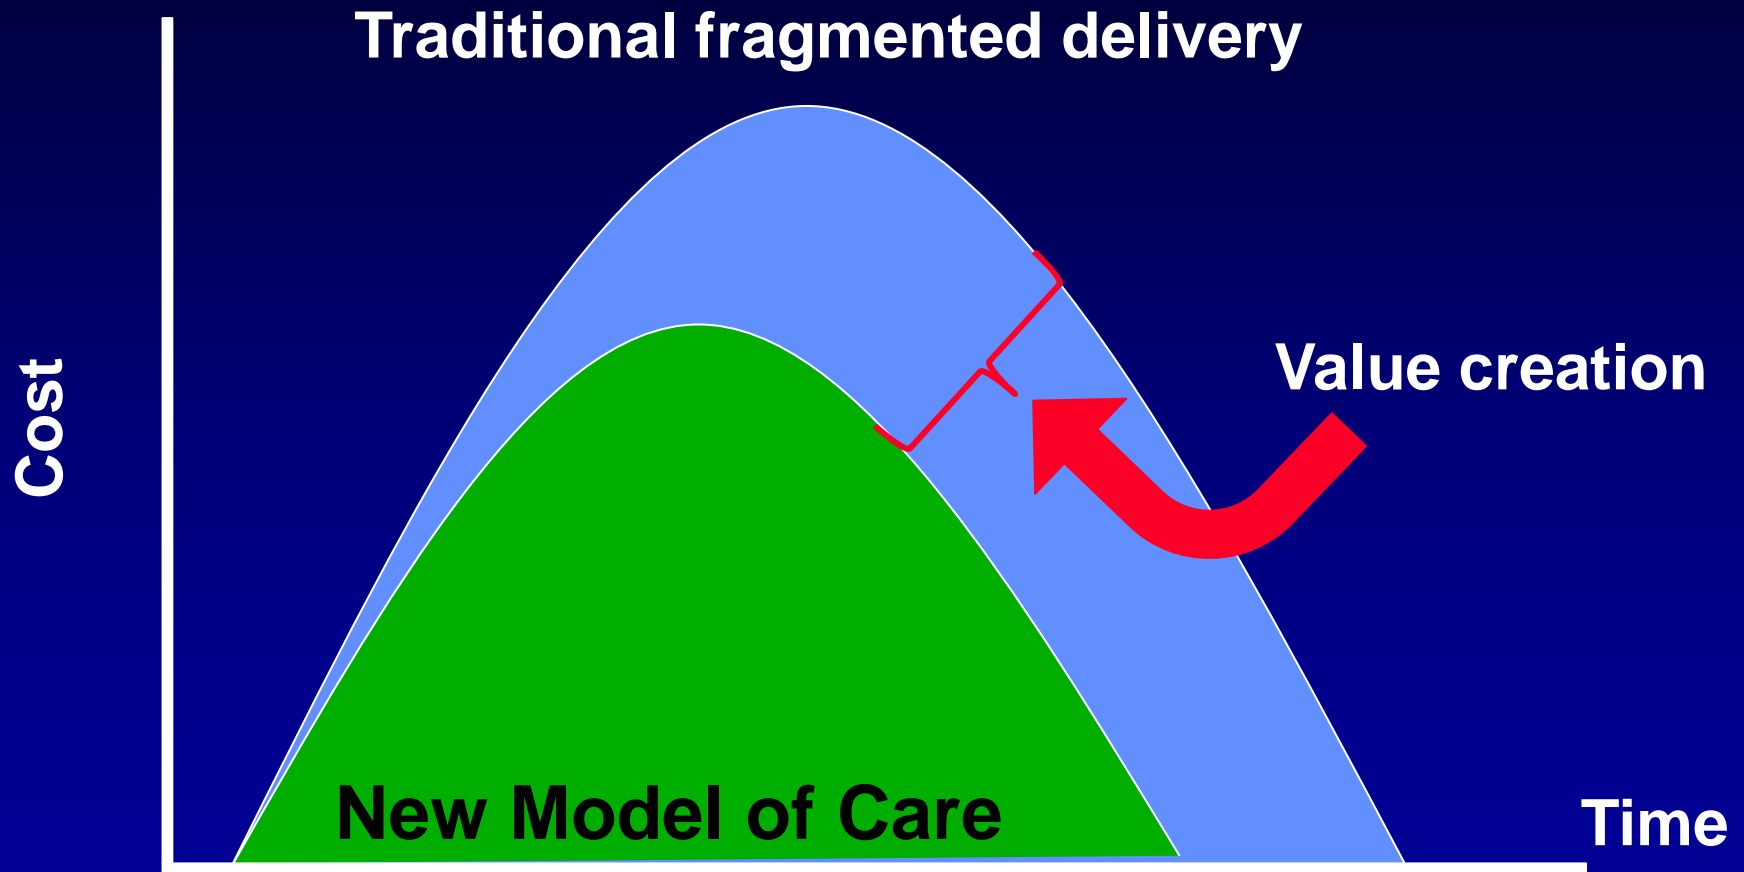 Traditional fragmented delivery
Value creation
Cost
New Model of Care
Time